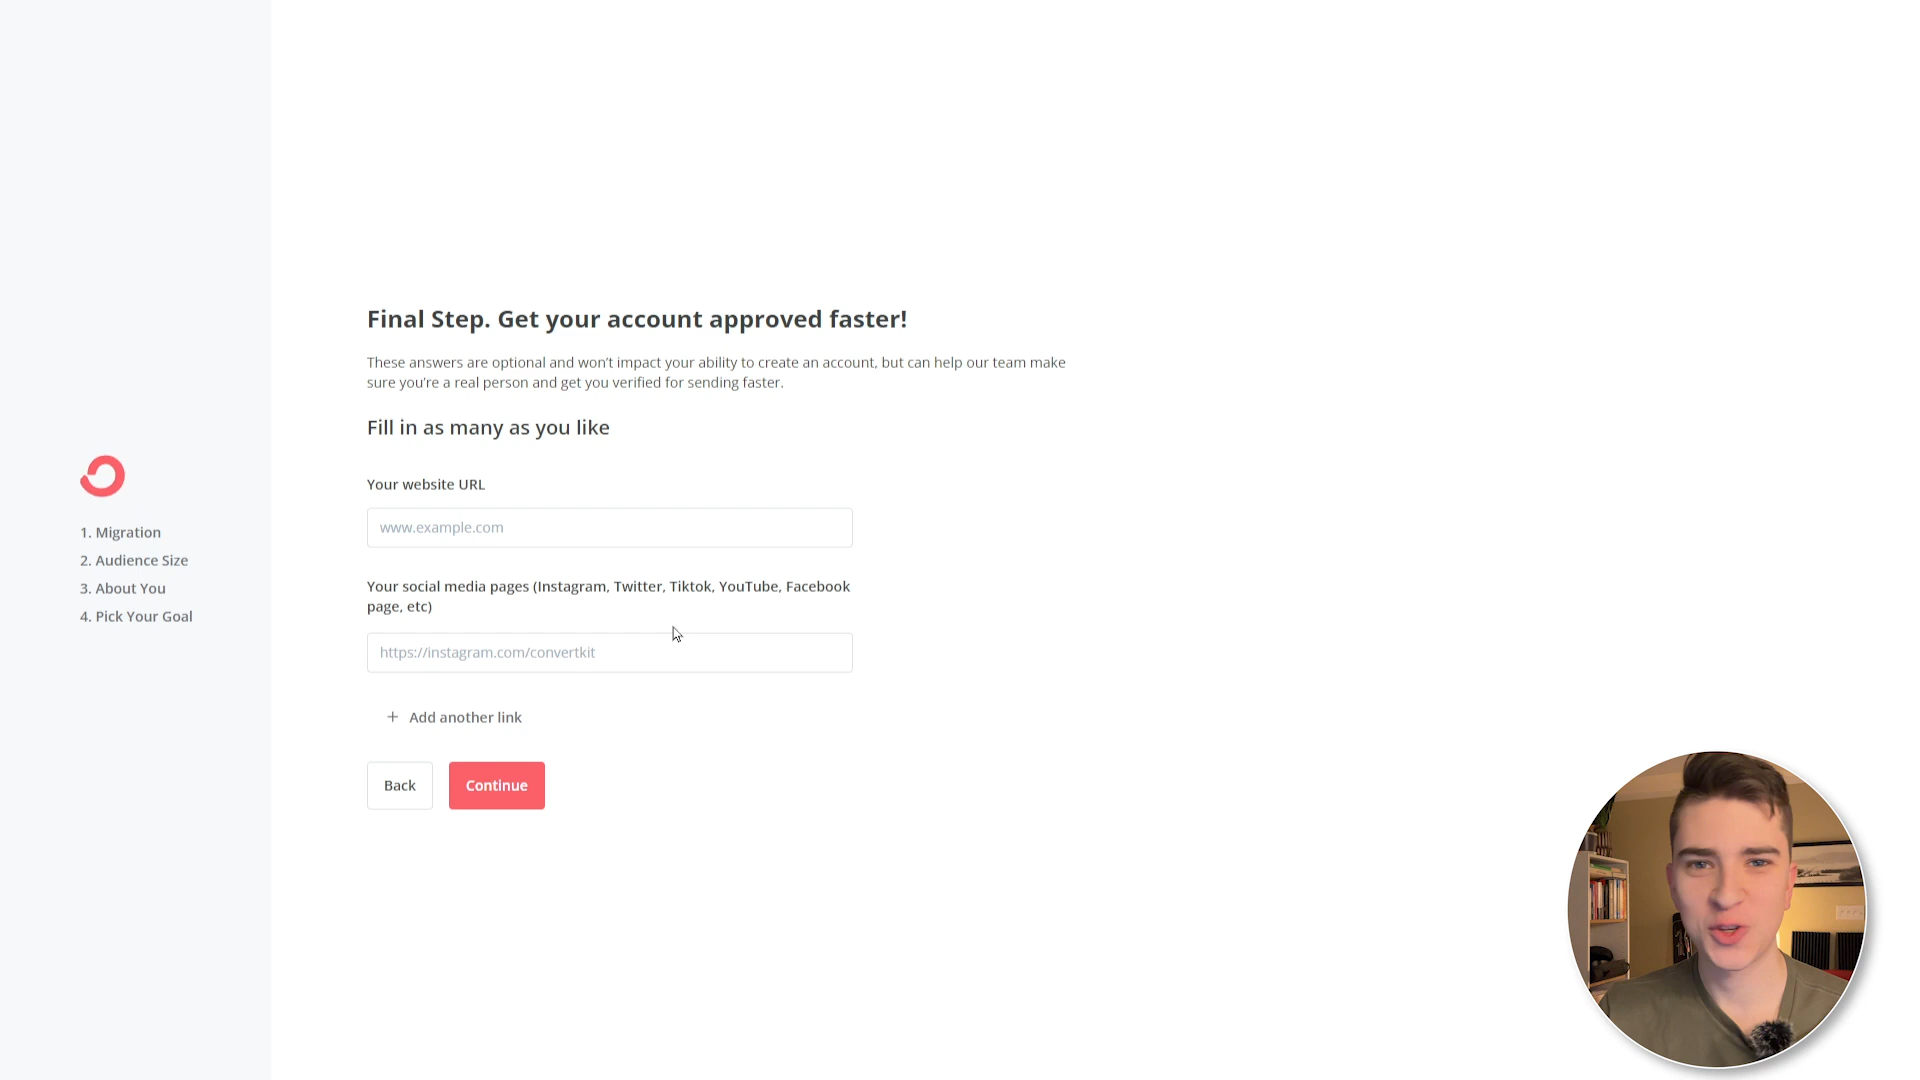 1. Migration
2. Audience Size
3. About You
4. Pick Your Goal
Final Step. Get your account approved faster!
These answers are optional and won't impact your ability to create an account, but can help our team make
sure you're a real person and get you verified for sending faster.
Fill in as many as you like
Your website URL
www.example.com
Your social media pages (Instagram, Twitter, Tiktok, YouTube, Facebook
page, etc)
https://instagram.com/convertkit
+ Add another link
Back
Continue